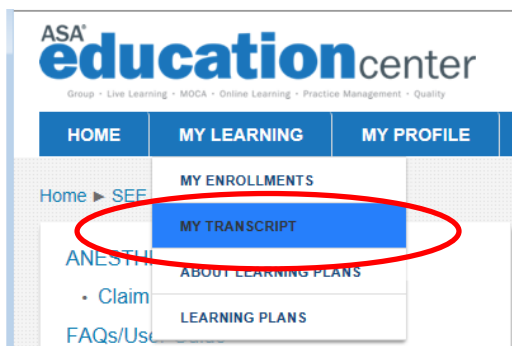 ASA®
education center
Group • Live Learning • MOCA • Online Learning • Practice Management • Quality
HOME MY LEARNING MY PROFILE
MY ENROLLMENTS
Home ► SEE
MY TRANSCRIPT
ABOUT LEARNING PLANS
• Claim
LEARNING PLANS
FAQs/User Guide